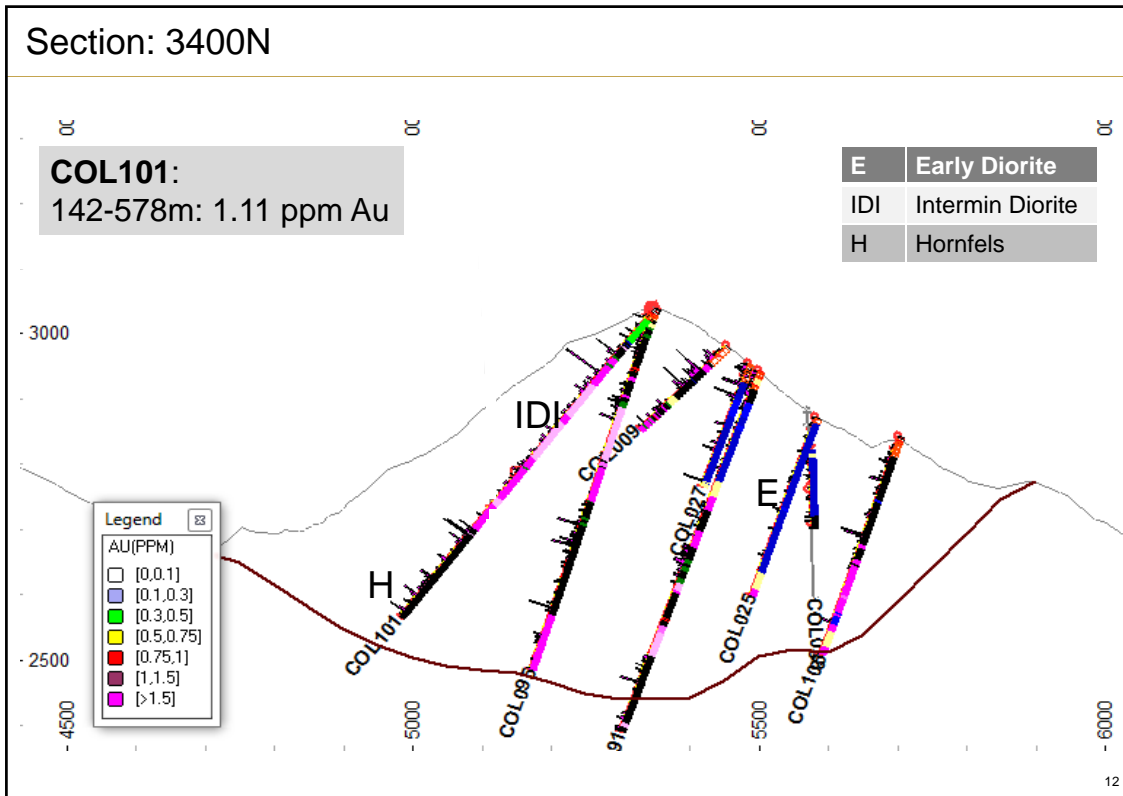 Section: 3400N
COL101:
142-578m: 1.11 ppm Au
E Early Diorite
IDI Intermin Diorite
H Hornfels
3000
IDI
COL009
COL027
E
H
COL101
COL025
2500
Legend
AU(PPM)
[0,0.1]
[0.1,0.3]
[0.3,0.5]
[0.5,0.75]
[0.75,1]
[1,1.5]
[>1.5]
4500
5000
5500
6000
12